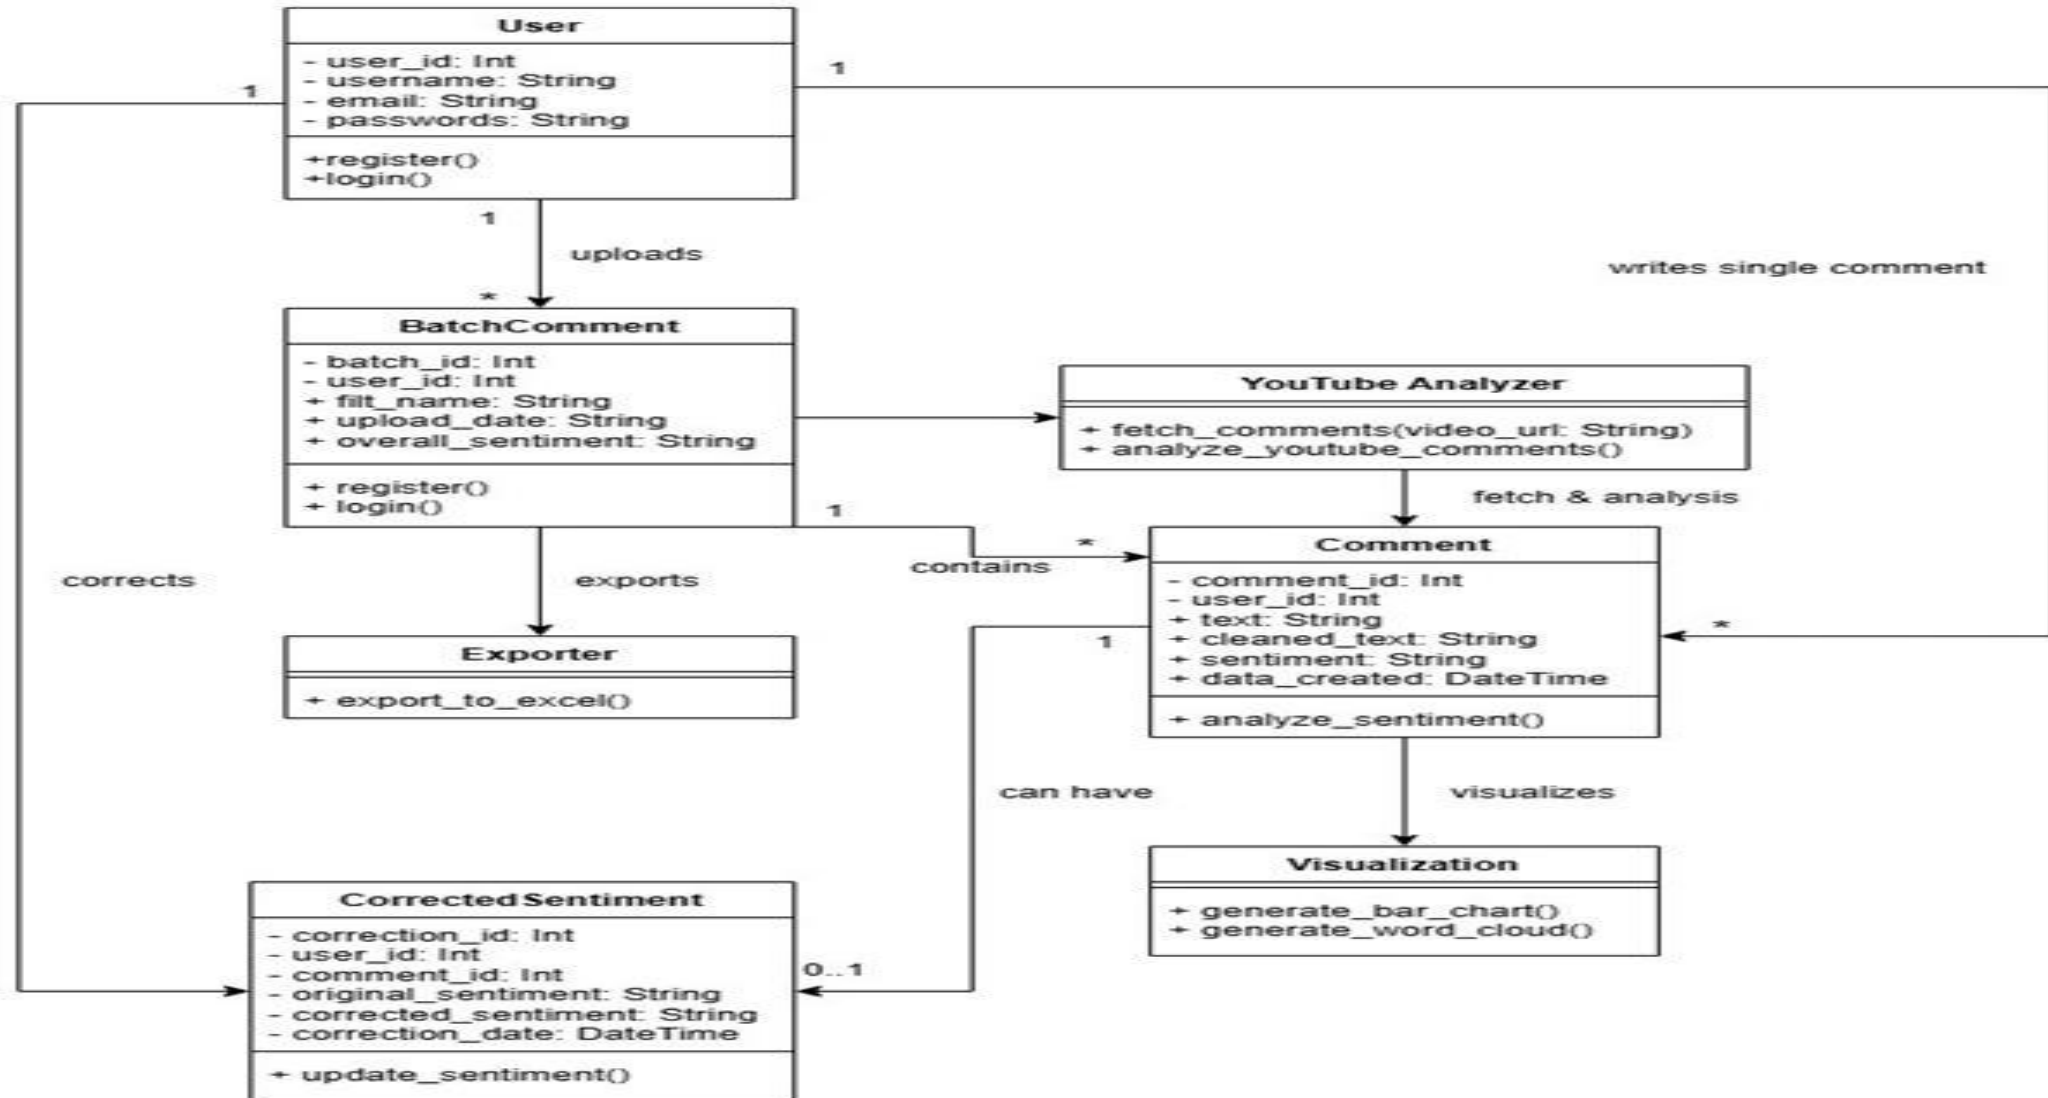 User
- user_id: Int
- username: String
- email: String
- passwords: String
+register()
+login()
1
1
1
uploads
*
writes single comment
BatchComment
- batch_id: Int
- user_id: Int
+ filt_name: String
+ upload_date: String
+ overall_sentiment: String
+ register()
+ login()
YouTube Analyzer
+ fetch_comments(video_url: String)
+ analyze_youtube_comments()
fetch & analysis
1
*
contains
corrects
exports
Exporter
+ export_to_excel()
Comment
- comment_id: Int
- user_id: Int
+ text: String
+ cleaned_text: String
+ sentiment: String
+ data_created: DateTime
+ analyze_sentiment()
*
1
can have
visualizes
Visualization
+ generate_bar_chart()
+ generate_word_cloud()
CorrectedSentiment
- correction_id: Int
- user_id: Int
- comment_id: Int
- original_sentiment: String
- corrected_sentiment: String
- correction_date: DateTime
+ update_sentiment()
0..1